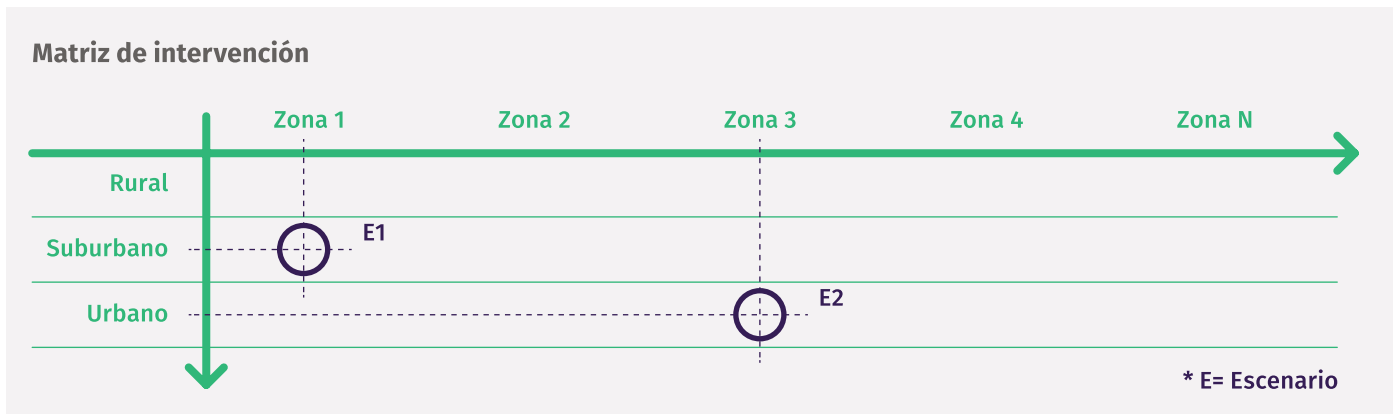 Matriz de intervención
Zona 1 Zona 2 Zona 3 Zona 4 Zona N
Rural
Suburbano E1
Urbano E2
* E= Escenario